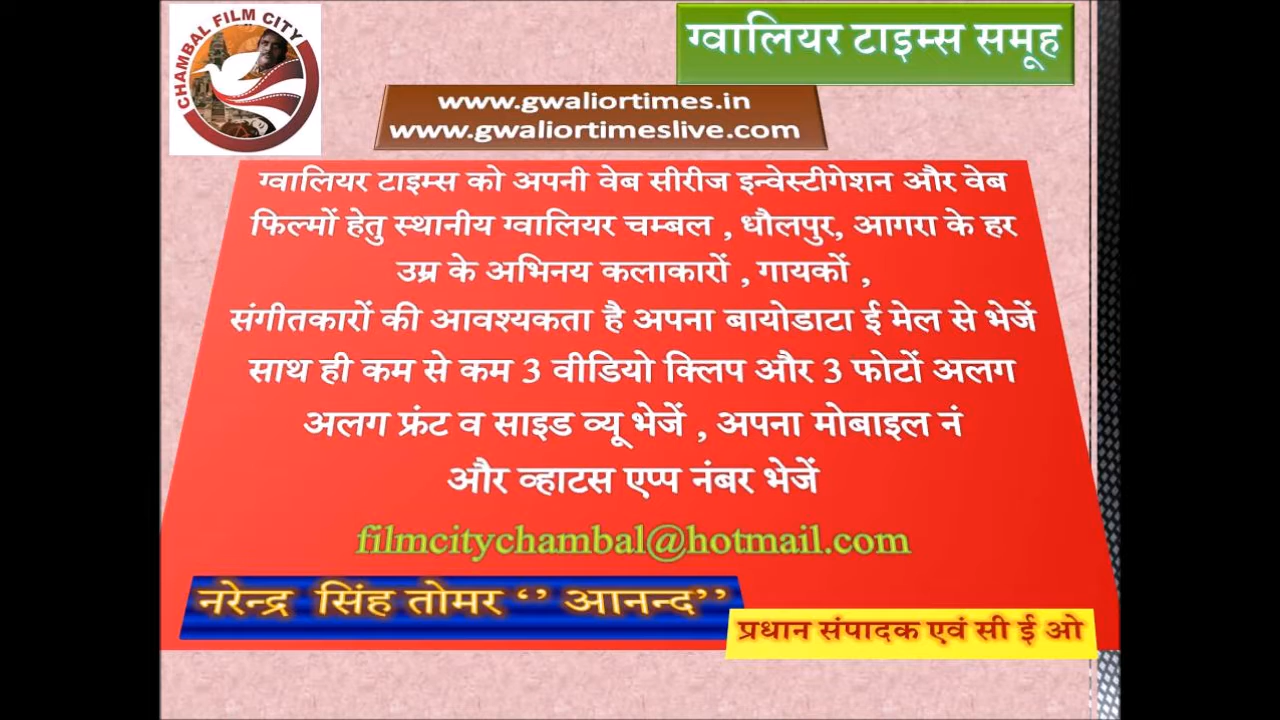 CHAMBAL FILM CITY
ग्वालियर टाइम्स समूह
www.gwaliortimes.in
www.gwaliortimeslive.com
ग्वालियर टाइम्स को अपनी वेब सीरीज इन्वेस्टीगेशन और वेब
फिल्मों हेतु स्थानीय ग्वालियर चम्बल , धौलपुर, आगरा के हर
उम्र के अभिनय कलाकारों , गायकों ,
संगीतकारों की आवश्यकता है अपना बायोडाटा ई मेल से भेजें
साथ ही कम से कम 3 वीडियो क्लिप और 3 फोटों अलग
अलग फ्रंट व साइड व्यू भेजें , अपना मोबाइल नं
और व्हाटस एप्प नंबर भेजें
filmcitychambal@hotmail.com
नरेन्द्र सिंह तोमर ‘’ आनन्द’’
प्रधान संपादक एवं सी ई ओ